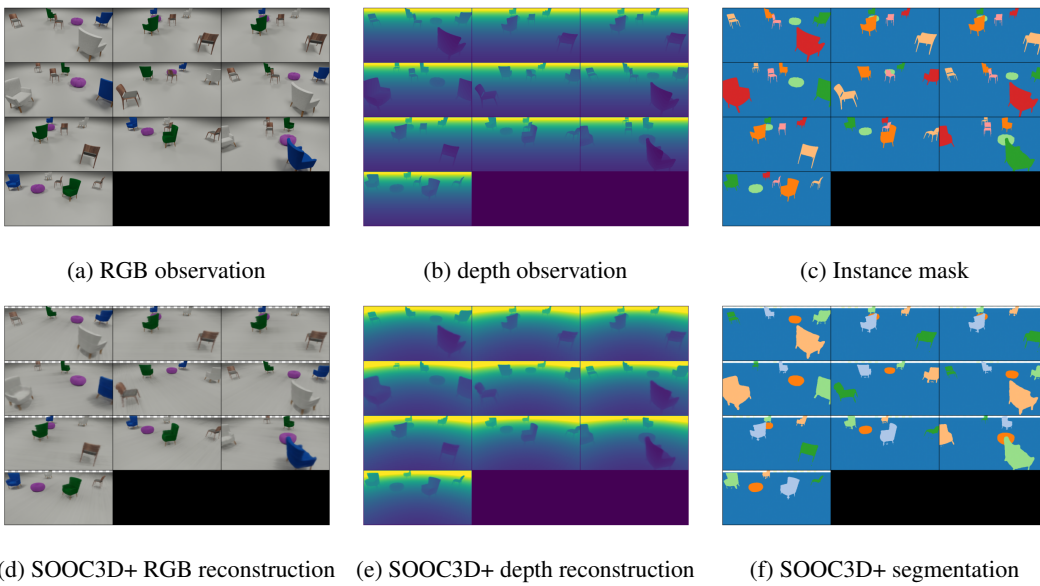 (a) RGB observation
(b) depth observation
(c) Instance mask
(d) SOOC3D+ RGB reconstruction
(e) SOOC3D+ depth reconstruction
(f) SOOC3D+ segmentation